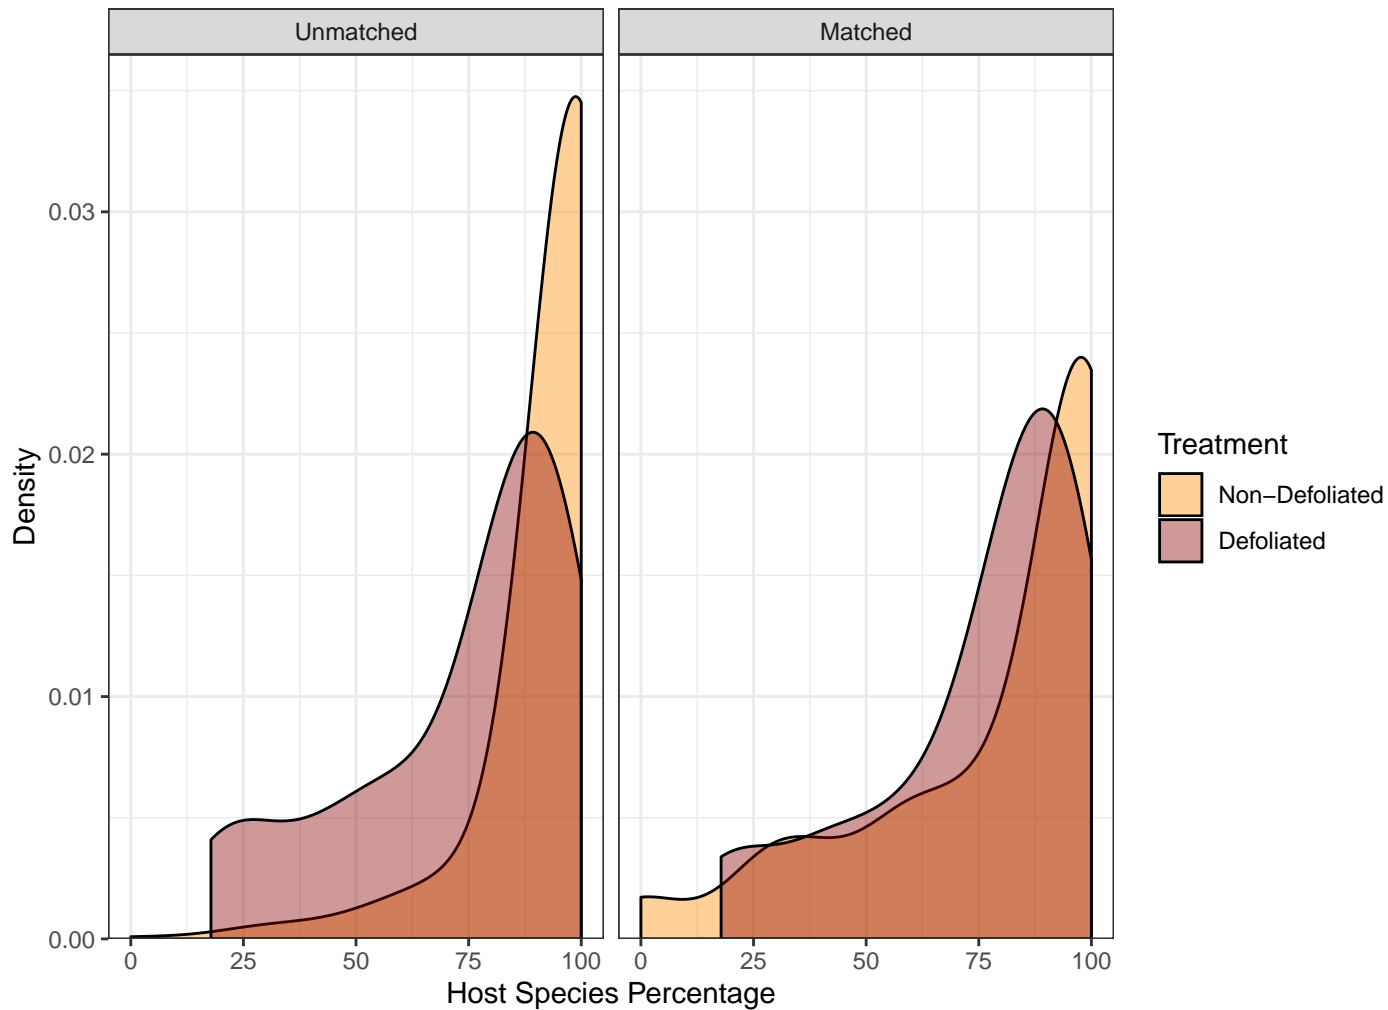 Unmatched
Matched
Density
0.03
0.02
0.01
0.00
0 25 50 75 100
0 25 50 75 100
Host Species Percentage
Treatment
Non−Defoliated
Defoliated